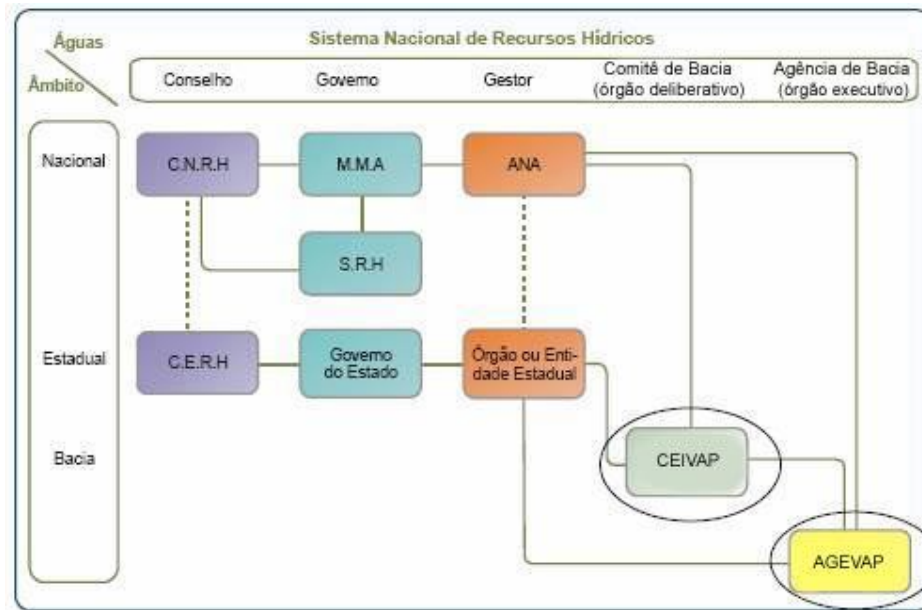 Águas
Sistema Nacional de Recursos Hídricos
Âmbito
Conselho
Governo
Gestor
Comitê de Bacia
(órgão deliberativo)
Agência de Bacia
(órgão executivo)
Nacional
C.N.R.H
M.M.A
ANA
S.R.H
Estadual
C.E.R.H
Governo
do Estado
Órgão ou Enti-
dade Estadual
Bacia
CEIVAP
AGEVAP